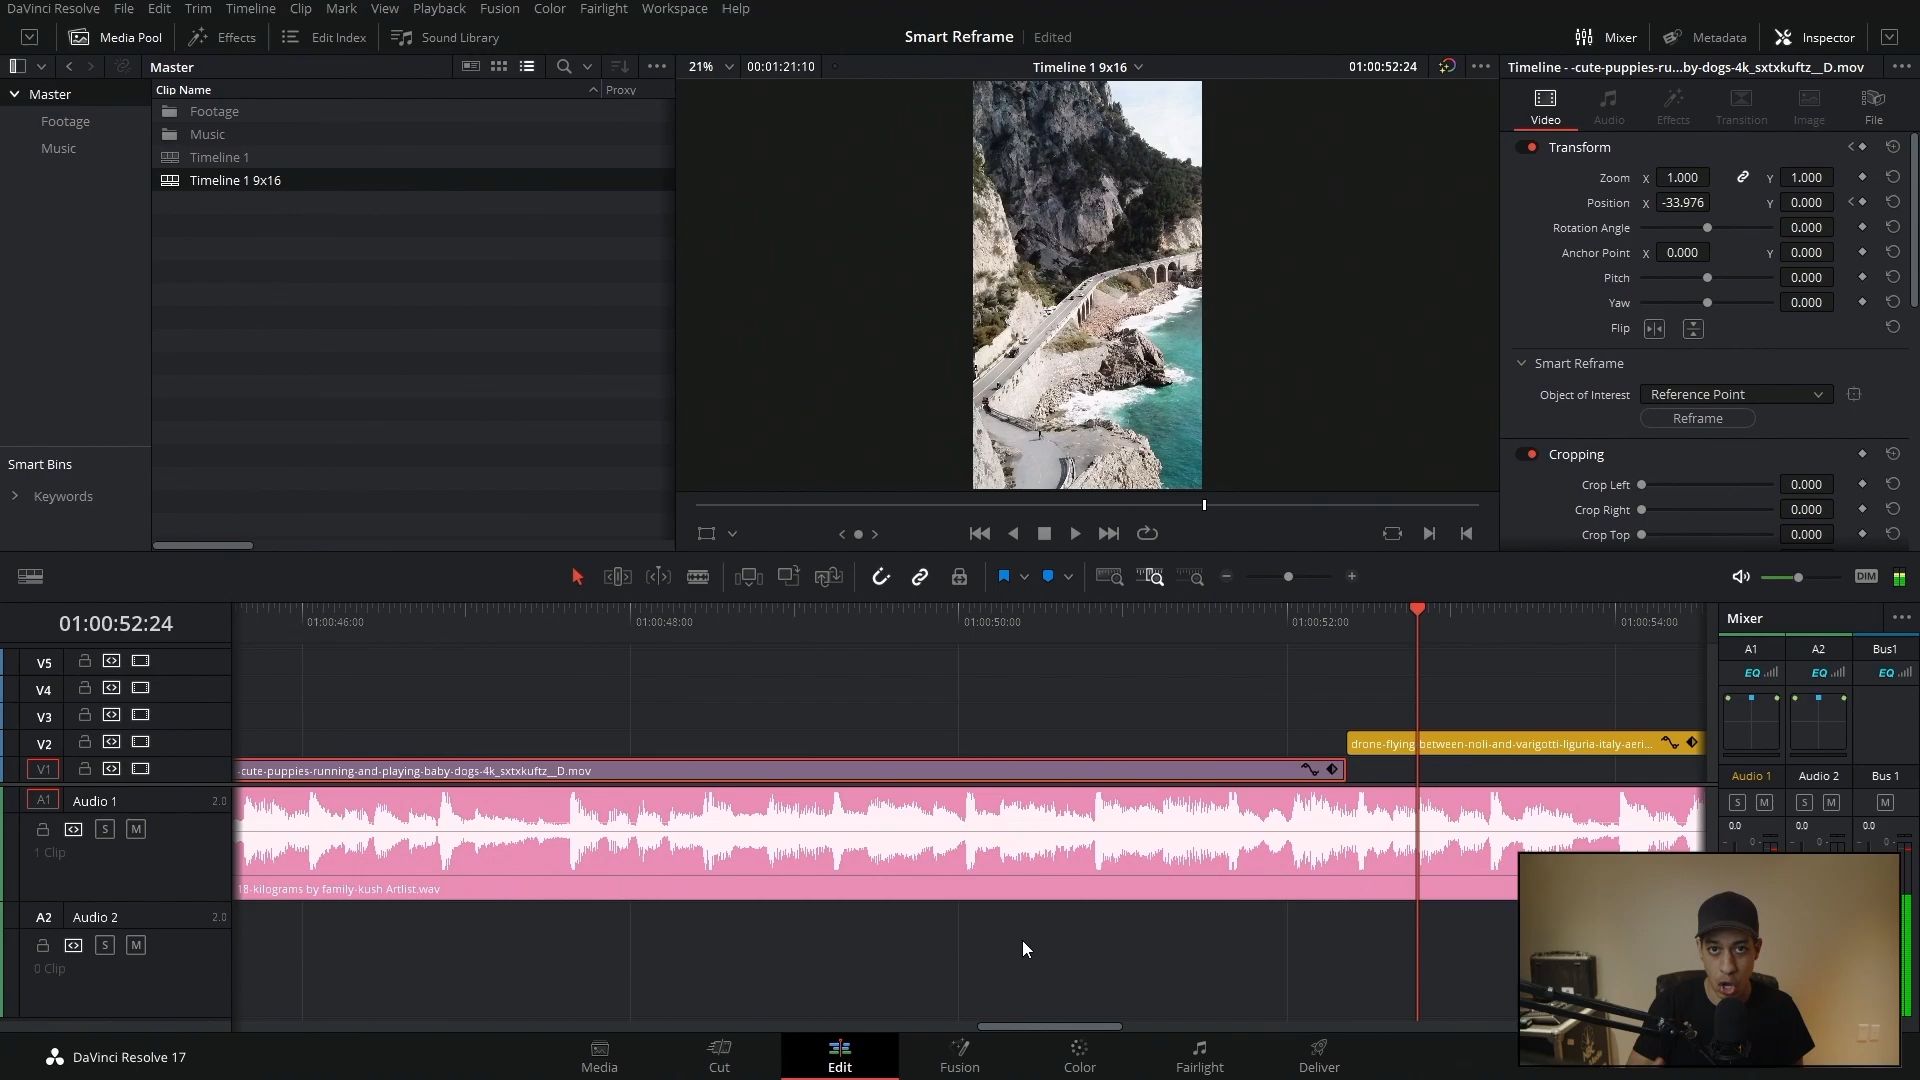 DaVinci Resolve File Edit Trim Timeline Clip Mark View Playback Fusion Color Fairlight Workspace Help
Media Pool Effects Edit Index Sound Library Smart Reframe Edited Mixer Metadata Inspector
Master 21% 00:01:21:10 Timeline 1 9x16 01:00:52:24 Timeline - -cute-puppies-ru...by-dogs-4k_sxtxkuftz__D.mov
Master
Footage
Music
Smart Bins
Keywords
Clip Name Proxy
Footage
Music
Timeline 1
Timeline 1 9x16
Video Audio Effects Transition Image File
Transform
Zoom X 1.000 Y 1.000
Position X -33.976 Y 0.000
Rotation Angle 0.000
Anchor Point X 0.000 Y 0.000
Pitch 0.000
Yaw 0.000
Flip
Smart Reframe
Object of Interest Reference Point
Reframe
Cropping
Crop Left 0.000
Crop Right 0.000
Crop Top 0.000
DIM
01:00:52:24
01:00:46:00 01:00:48:00 01:00:50:00 01:00:52:00 01:00:54:00
V5
V4
V3
V2 drone-flying-between-noli-and-varigotti-liguria-italy-aeri...
V1 -cute-puppies-running-and-playing-baby-dogs-4k_sxtxkuftz__D.mov
A1 Audio 1 2.0
S M
1 Clip
18-kilograms by family-kush Artlist.wav
A2 Audio 2 2.0
S M
0 Clip
Mixer
A1 A2 Bus1
EQ EQ EQ
Audio 1 Audio 2 Bus 1
S M S M M
0.0 0.0 0.0
0 0 0
DaVinci Resolve 17
Media Cut Edit Fusion Color Fairlight Deliver